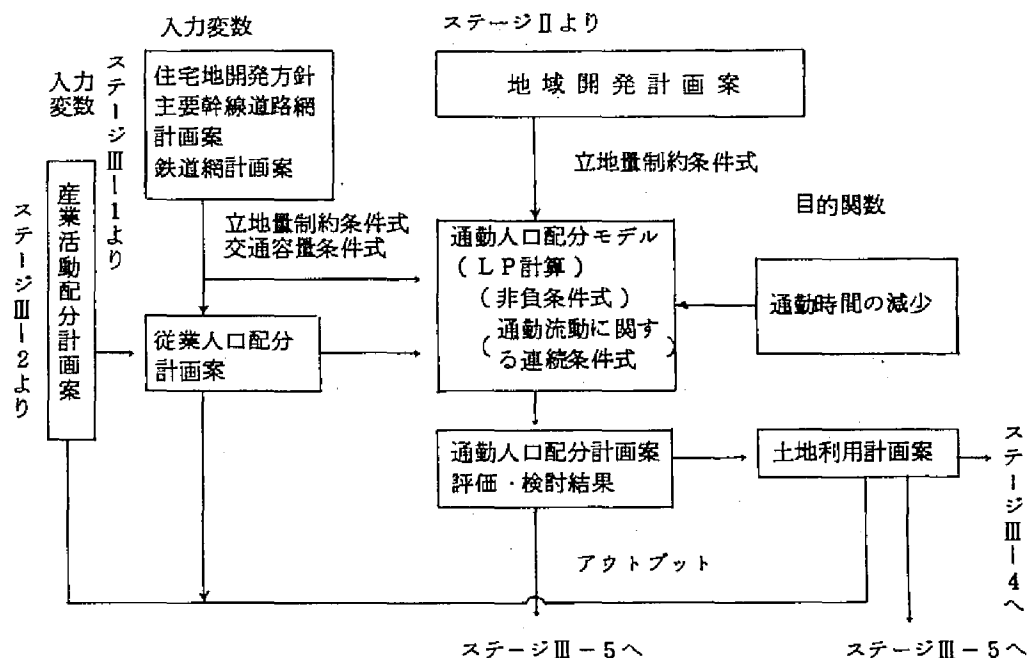 入力変数
ステージⅡより
入力
変数
ステージⅢ-1より
住宅地開発方針
主要幹線道路網
計画案
鉄道網計画案
地域開発計画案
立地量制約条件式
目的関数
産業活動配分計画案
ステージⅢ-2より
立地量制約条件式
交通容量条件式
通動人口配分モデル
(LP計算)
(非負条件式)
(通動流動に関す
る連続条件式)
通勤時間の減少
従業人口配分
計画案
通動人口配分計画案
評価・検討結果
土地利用計画案
ステージⅢ-4へ
アウトプット
ステージⅢ-5へ
ステージⅢ-5へ